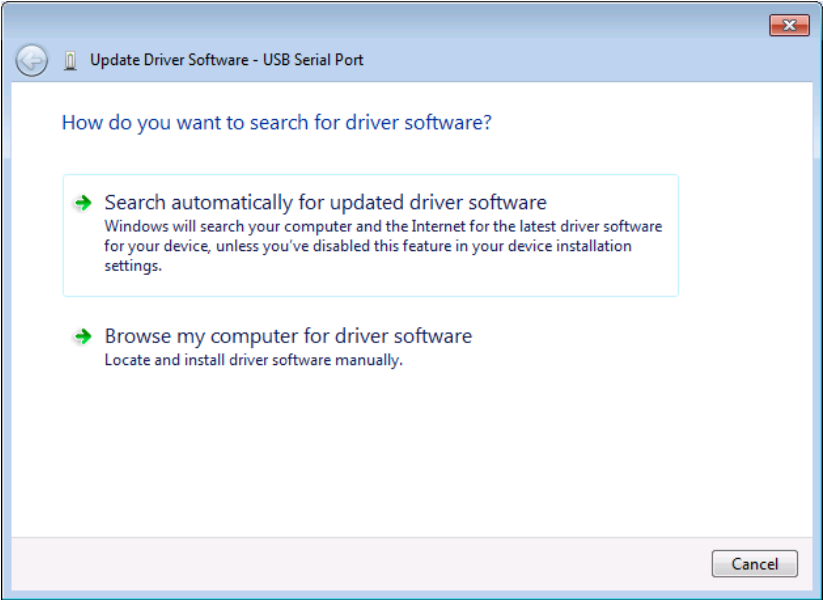 Update Driver Software - USB Serial Port
How do you want to search for driver software?
Search automatically for updated driver software
Windows will search your computer and the Internet for the latest driver software
for your device, unless you've disabled this feature in your device installation
settings.
Browse my computer for driver software
Locate and install driver software manually.
Cancel